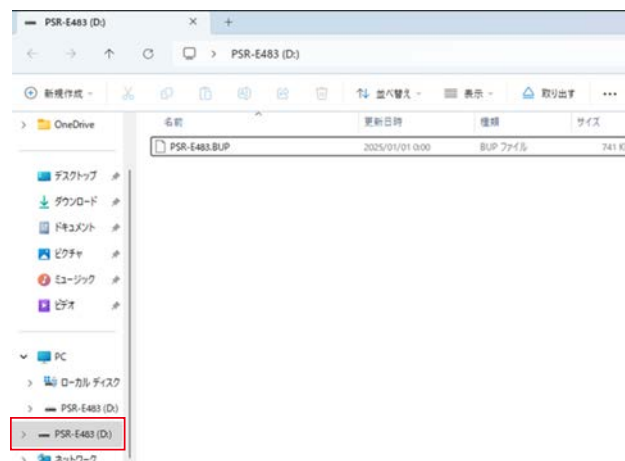 PSR-E483 (D:)
PSR-E483 (D:)
新規作成
並べ替え
表示
取り出す
OneDrive
名前
更新日時
種類
サイズ
PSR-E483.BUP
2025/01/01 0:00
BUP ファイル
741 K
デスクトップ
ダウンロード
ドキュメント
ピクチャ
ミュージック
ビデオ
PC
ローカル ディスク
PSR-E483 (D:)
PSR-E483 (D:)
ネットワーク